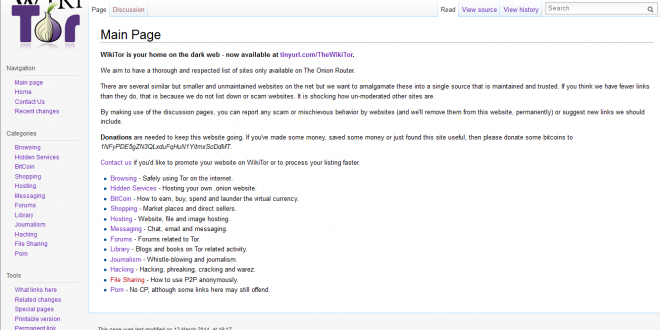 WIKI
Tor
Page
Discussion
Read
View source
View history
Search
Navigation
Main page
Home
Contact Us
Recent changes
Categories
Browsing
Hidden Services
BitCoin
Shopping
Hosting
Messaging
Forums
Library
Journalism
Hacking
File Sharing
Porn
Tools
What links here
Related changes
Special pages
Printable version
Permanent link
Main Page
WikiTor is your home on the dark web - now available at tinyurl.com/TheWikiTor.
We aim to have a thorough and respected list of sites only available on The Onion Router.
There are several similar but smaller and unmaintained websites on the net but we want to amalgamate these into a single source that is maintained and trusted. If you think we have fewer links
than they do, that is because we do not list down or scam websites. It is shocking how un-moderated other sites are.
By making use of the discussion pages, you can report any scam or mischievous behavior by websites (and we'll remove them from this website, permanently) or suggest new links we should
include.
Donations are needed to keep this website going. If you've made some money, saved some money or just found this site useful, then please donate some bitcoins to
Contact us if you'd like to promote your website on WikiTor or to process your listing faster.
Browsing - Safely using Tor on the internet.
Hidden Services - Hosting your own .onion website.
BitCoin - How to earn, buy, spend and launder the virtual currency.
Shopping - Market places and direct sellers.
Hosting - Website, file and image hosting.
Messaging - Chat, email and messaging.
Forums - Forums related to Tor.
Library - Blogs and books on Tor related activity.
Journalism - Whistle-blowing and journalism.
Hacking - Hacking, phreaking, cracking and warez.
File Sharing - How to use P2P anonymously.
Porn - No CP, although some links here may still offend.
This page was last modified on 12 March 2014, at 19:17.